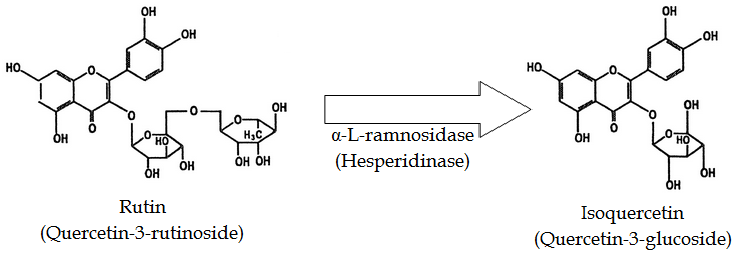 OH
OH
HO
O
O
OH
O
O
O
HO
OH
OH
O
OH
H₃C
OH
OH
Rutin
(Quercetin-3-rutinoside)
α-L-ramnosidase
(Hesperidinase)
OH
OH
HO
O
O
OH
O
OH
O
HO
OH
OH
Isoquercetin
(Quercetin-3-glucoside)